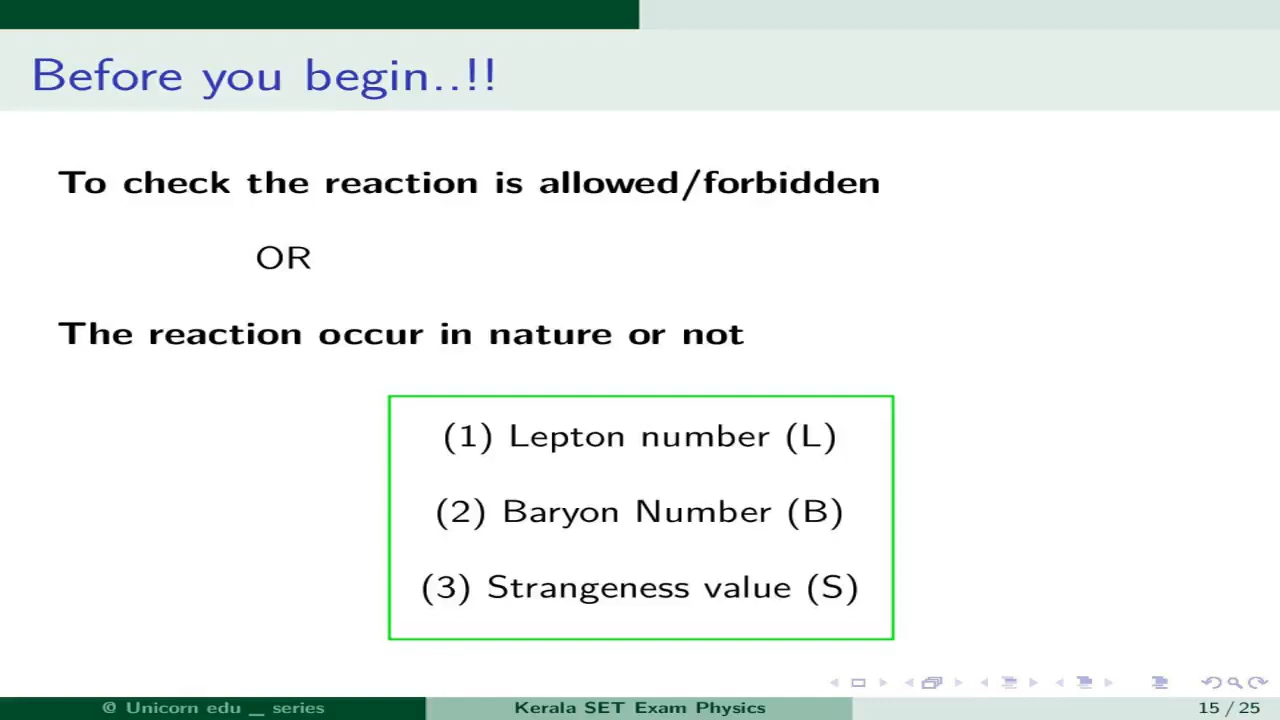 Before you begin..!!
To check the reaction is allowed/forbidden
OR
The reaction occur in nature or not
(1) Lepton number (L)
(2) Baryon Number (B)
(3) Strangeness value (S)
@ Unicorn edu _ series
Kerala SET Exam Physics
15 / 25